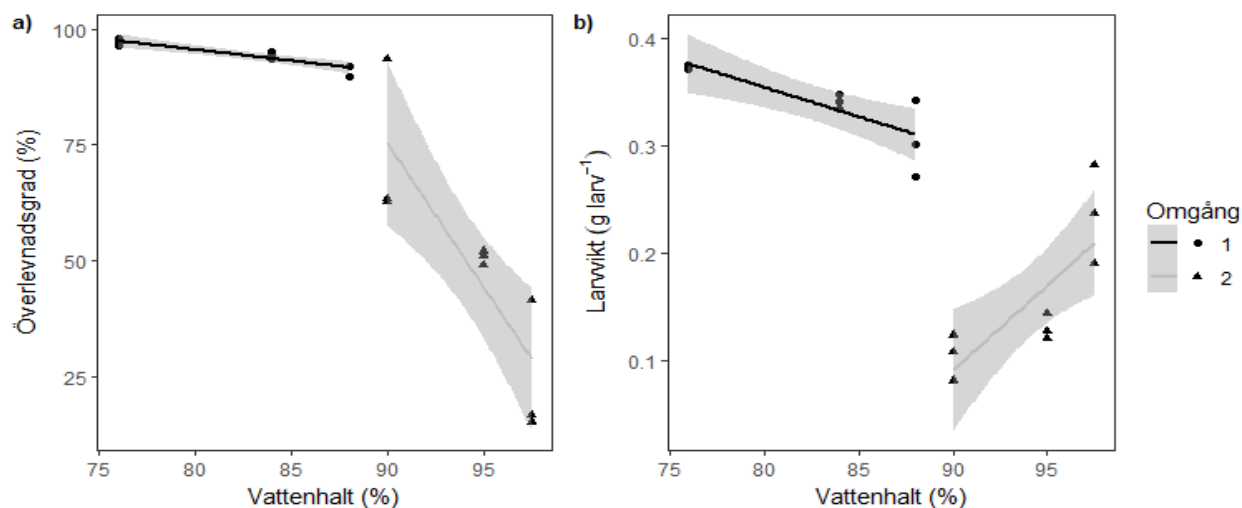 a)
Överlevnadsgrad (%)
100
75
50
25
75 80 85 90 95
Vattenhalt (%)
b)
Larvvikt (g larv⁻¹)
0.4
0.3
0.2
0.1
75 80 85 90 95
Vattenhalt (%)
Omgång
1
2